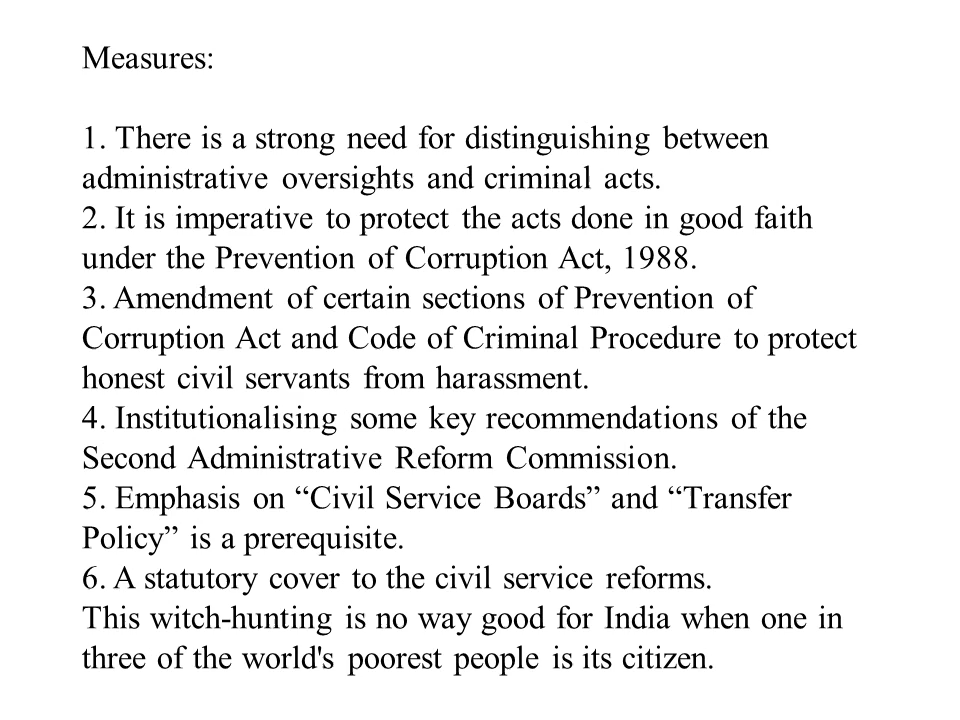 Measures:
1. There is a strong need for distinguishing between
administrative oversights and criminal acts.
2. It is imperative to protect the acts done in good faith
under the Prevention of Corruption Act, 1988.
3. Amendment of certain sections of Prevention of
Corruption Act and Code of Criminal Procedure to protect
honest civil servants from harassment.
4. Institutionalising some key recommendations of the
Second Administrative Reform Commission.
5. Emphasis on “Civil Service Boards” and “Transfer
Policy” is a prerequisite.
6. A statutory cover to the civil service reforms.
This witch-hunting is no way good for India when one in
three of the world's poorest people is its citizen.